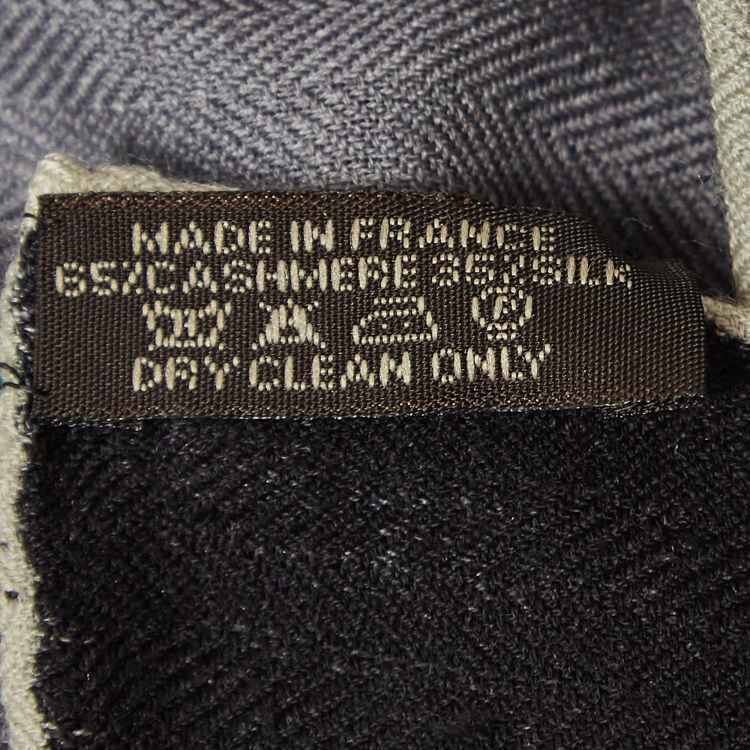 MADE IN FRANCE
65%CASHMERE 35%SILK
P
DRY CLEAN ONLY